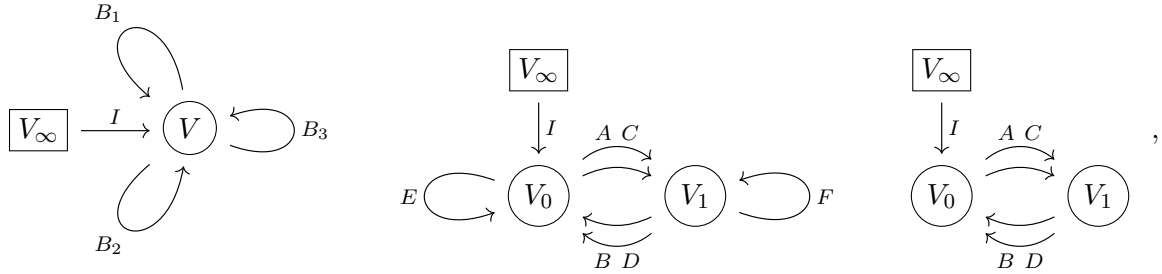 B₁
V∞ I V B₃
B₂
V∞
I A C
E V₀ V₁ F
B D
V∞
I A C
V₀ V₁
B D
,